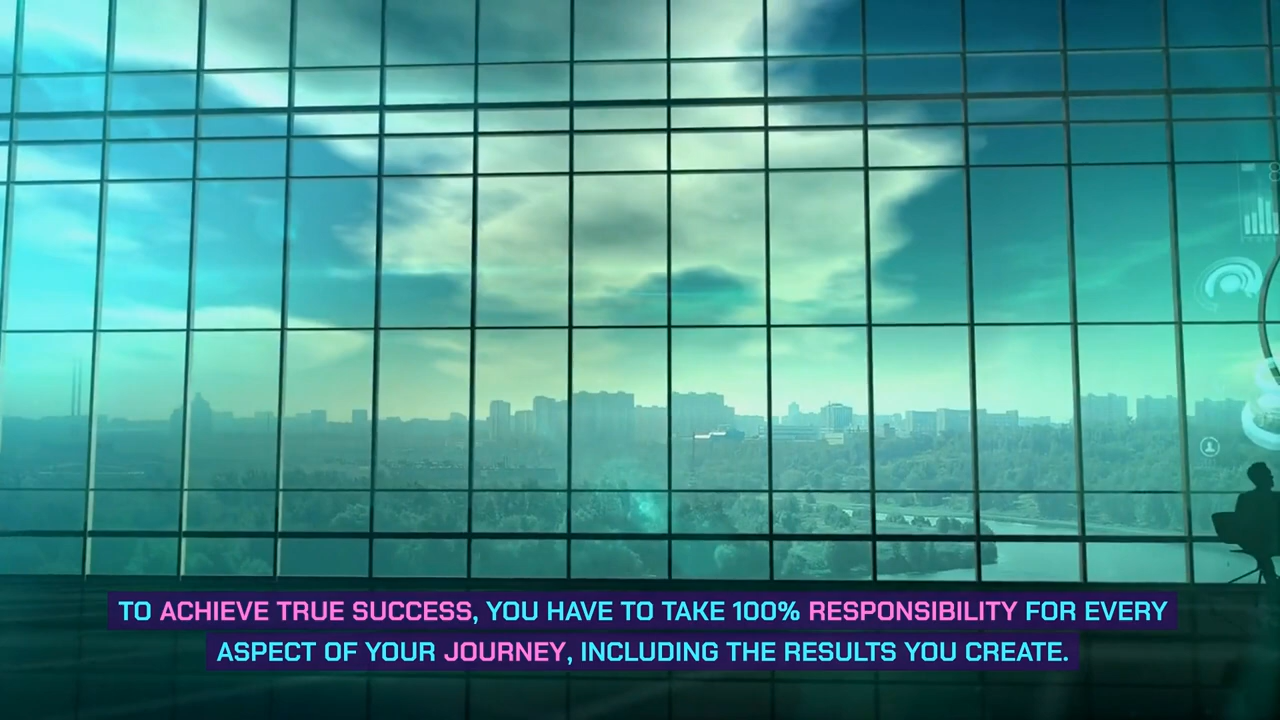 TO ACHIEVE TRUE SUCCESS, YOU HAVE TO TAKE 100% RESPONSIBILITY FOR EVERY
ASPECT OF YOUR JOURNEY, INCLUDING THE RESULTS YOU CREATE.